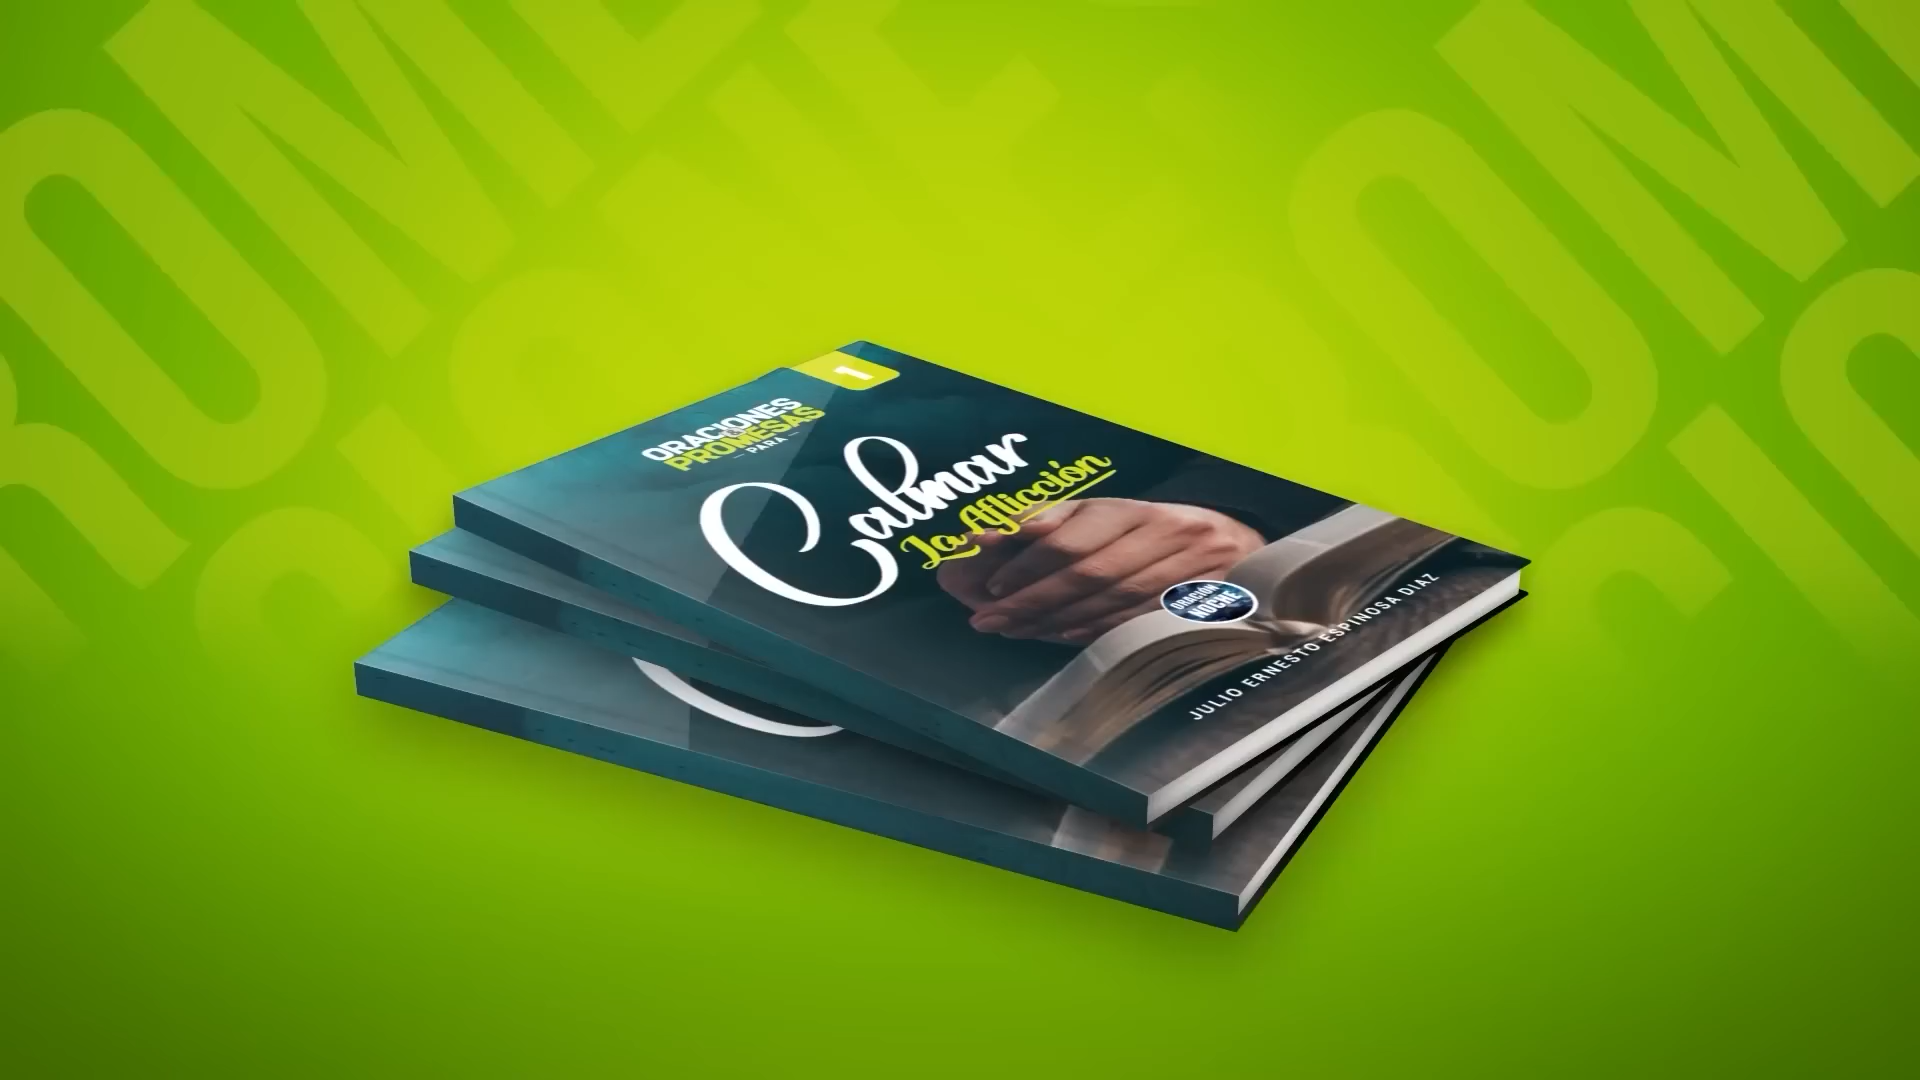 1
ORACIONES
&
PROMESAS
— PARA —
Calmar
La Aflicción
ORACIÓN
NOCHE
JULIO ERNESTO ESPINOSA DIAZ